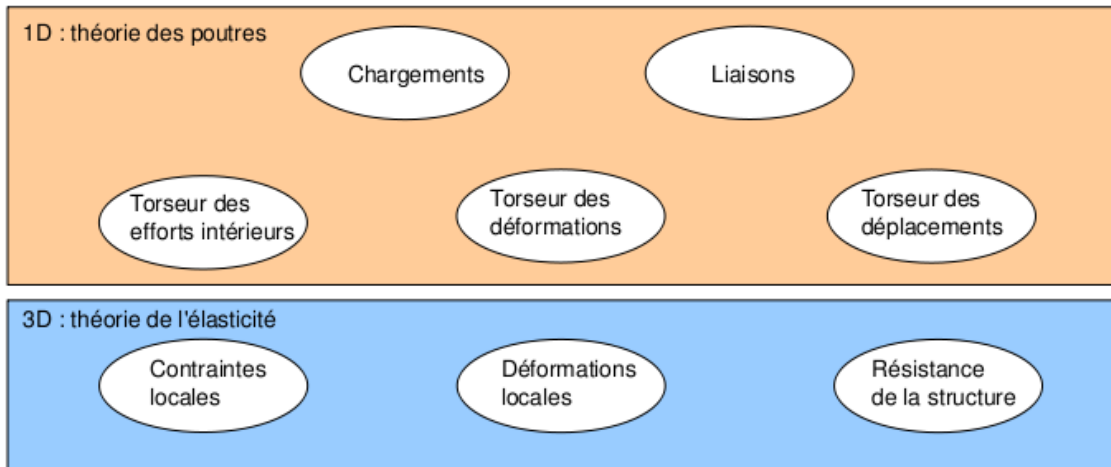 1D : théorie des poutres
Chargements
Liaisons
Torseur des
efforts intérieurs
Torseur des
déformations
Torseur des
déplacements
3D : théorie de l'élasticité
Contraintes
locales
Déformations
locales
Résistance
de la structure